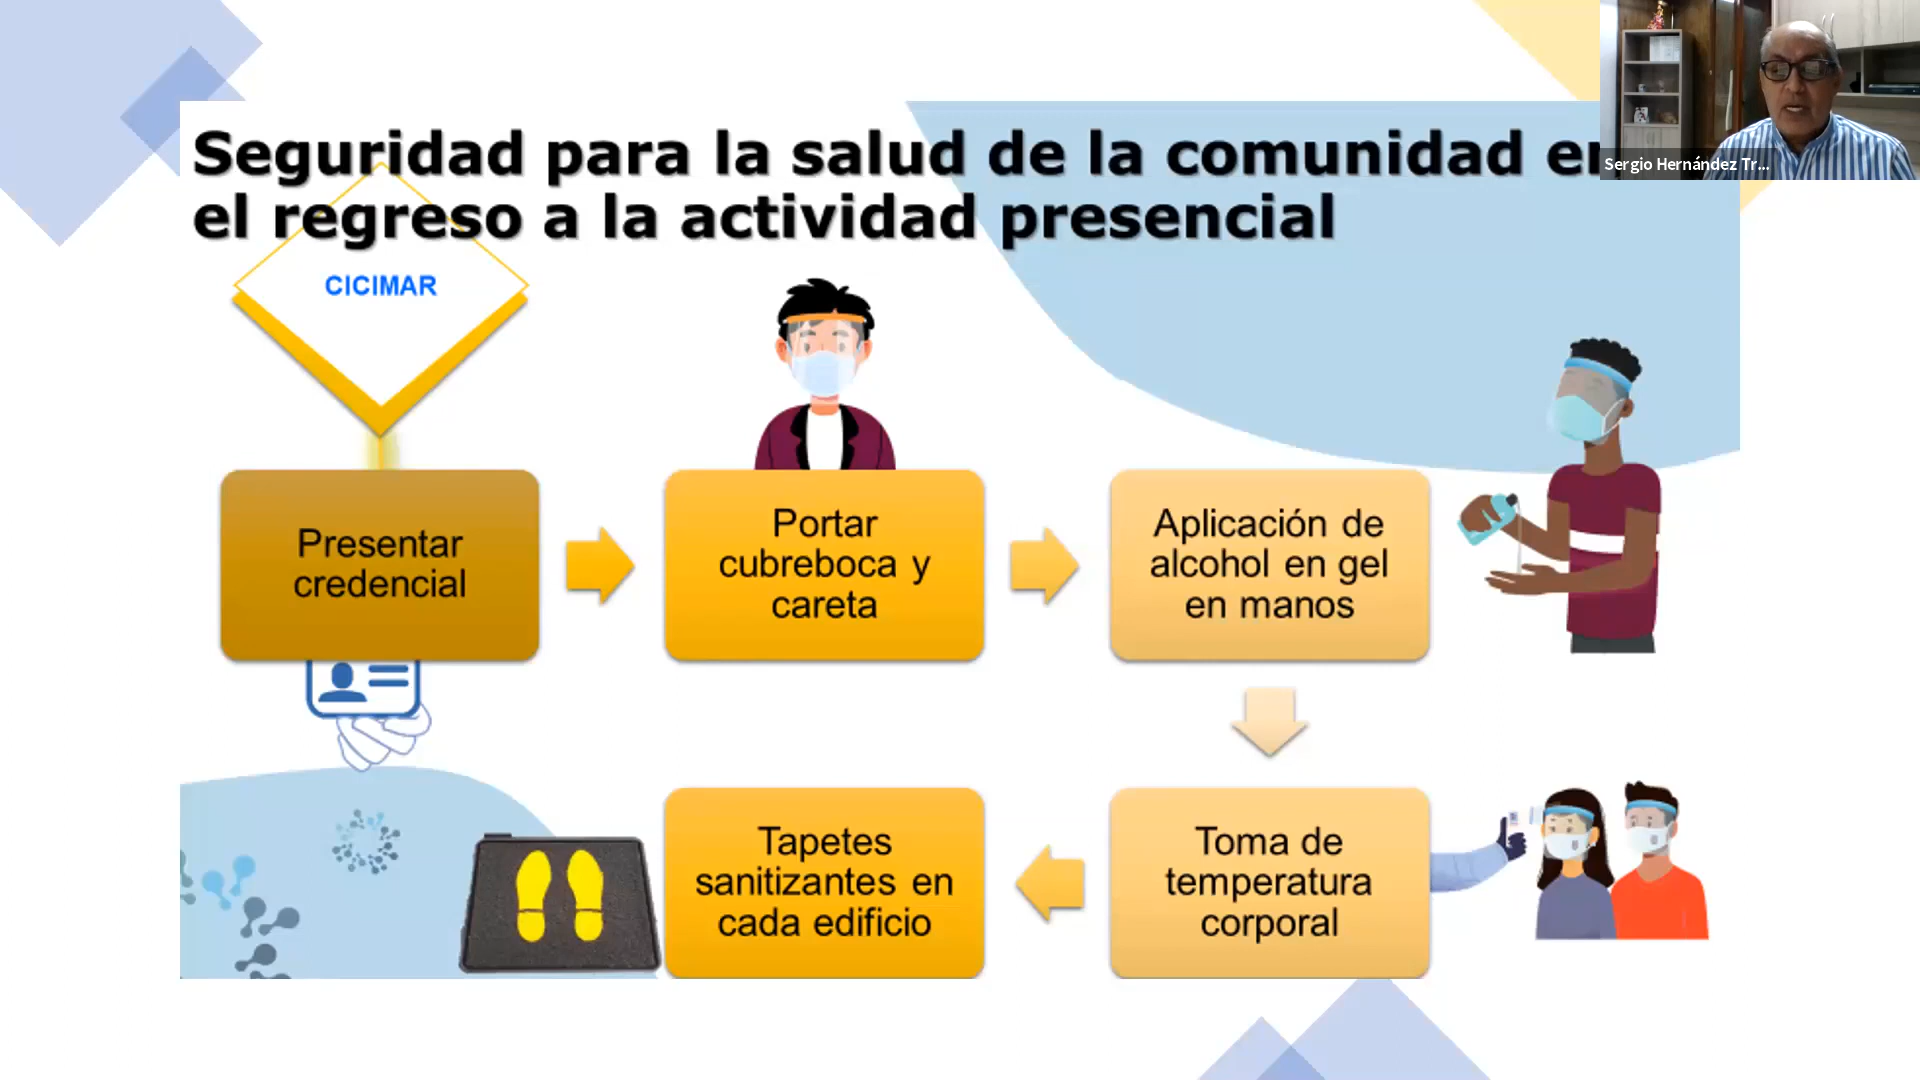 Seguridad para la salud de la comunidad en
el regreso a la actividad presencial
Sergio Hernández Tr...
CICIMAR
Presentar
credencial
Portar
cubreboca y
careta
Aplicación de
alcohol en gel
en manos
Toma de
temperatura
corporal
Tapetes
sanitizantes en
cada edificio